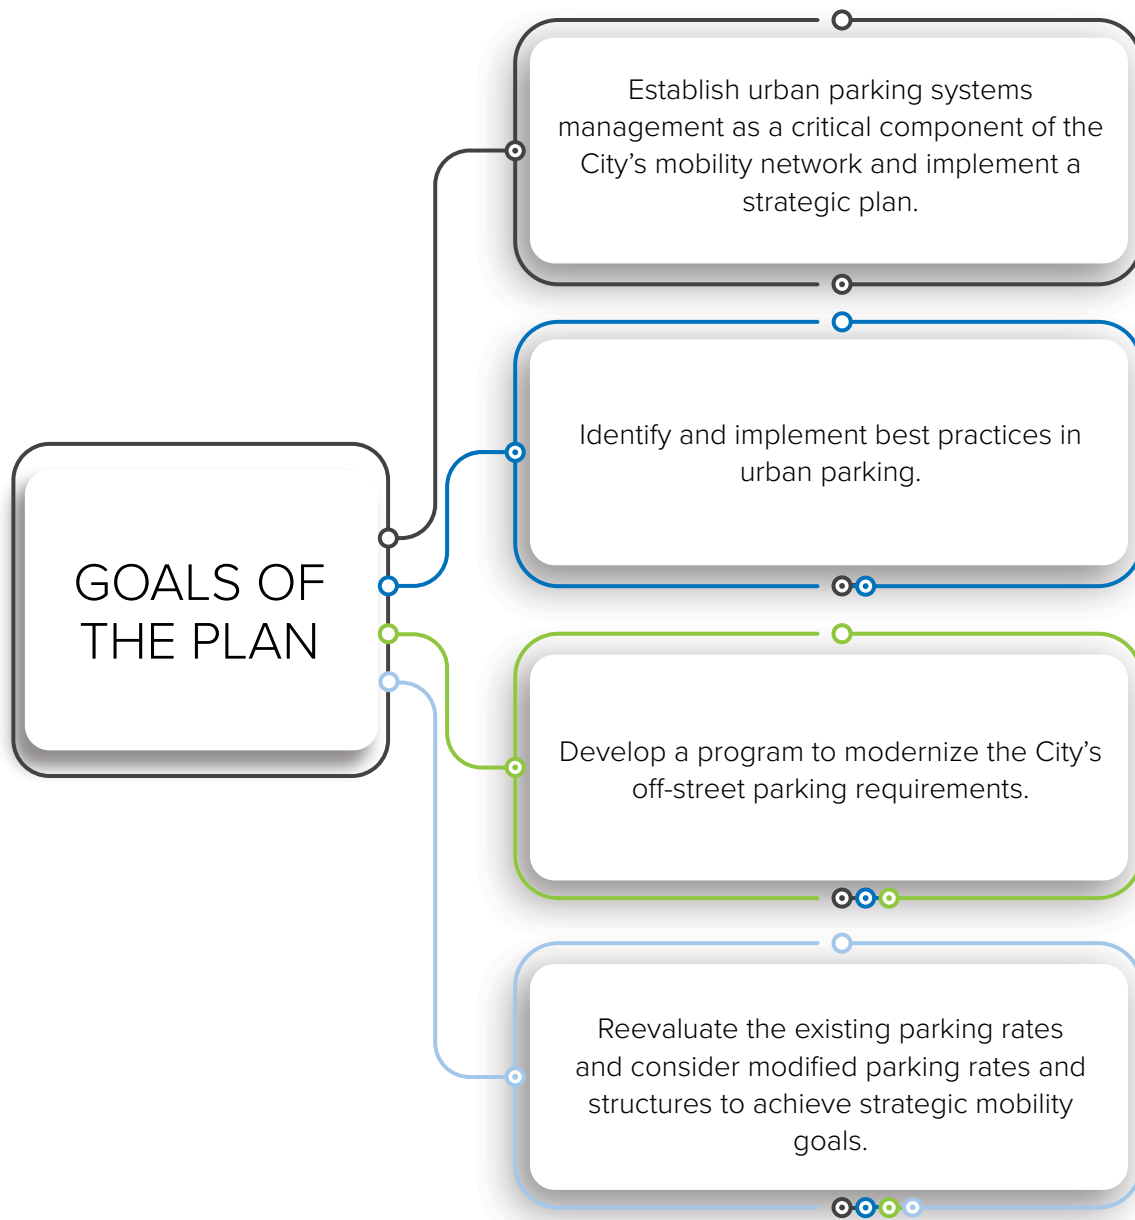 Establish urban parking systems
management as a critical component of the
City’s mobility network and implement a
strategic plan.
Identify and implement best practices in
urban parking.
GOALS OF
THE PLAN
Develop a program to modernize the City’s
off-street parking requirements.
Reevaluate the existing parking rates
and consider modified parking rates and
structures to achieve strategic mobility
goals.